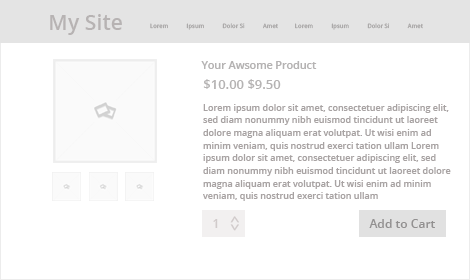 My Site
Lorem Ipsum Dolor Si Amet Lorem Ipsum Dolor Si Amet
Your Awsome Product
$10.00 $9.50
Lorem ipsum dolor sit amet, consectetuer adipiscing elit,
sed diam nonummy nibh euismod tincidunt ut laoreet
dolore magna aliquam erat volutpat. Ut wisi enim ad
minim veniam, quis nostrud exerci tation ullam Lorem
ipsum dolor sit amet, consectetuer adipiscing elit, sed
diam nonummy nibh euismod tincidunt ut laoreet dolore
magna aliquam erat volutpat. Ut wisi enim ad minim
veniam, quis nostrud exerci tation ullam
1
Add to Cart